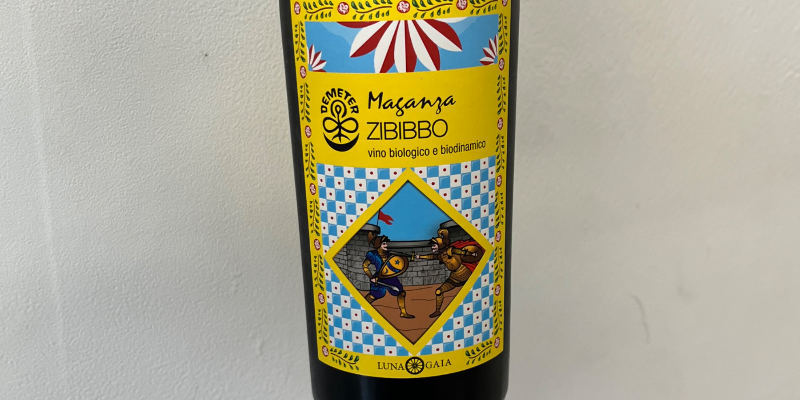 DEMETER
Maganza
ZIBIBBO
vino biologico e biodinamico
LUNA GAIA